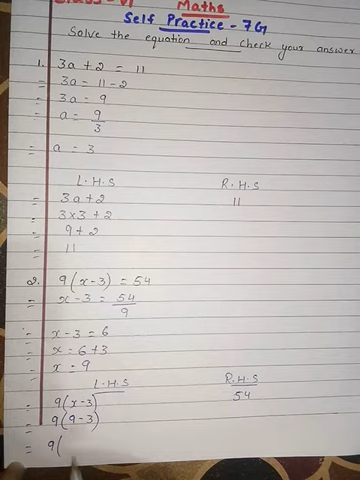 Class-VI Maths
Self Practice - 7G
Solve the equation and check your answer
1. 3a + 2 = 11
= 3a = 11 - 2
= 3a = 9
= a = 9/3
= a = 3
L.H.S R.H.S
= 3a+2 11
= 3×3+2
= 9+2
= 11
2. 9(x-3) = 54
= x-3 = 54/9
= x-3 = 6
= x = 6+3
= x = 9
L.H.S R.H.S
= 9(x-3) 54
= 9(9-3)
= 9(